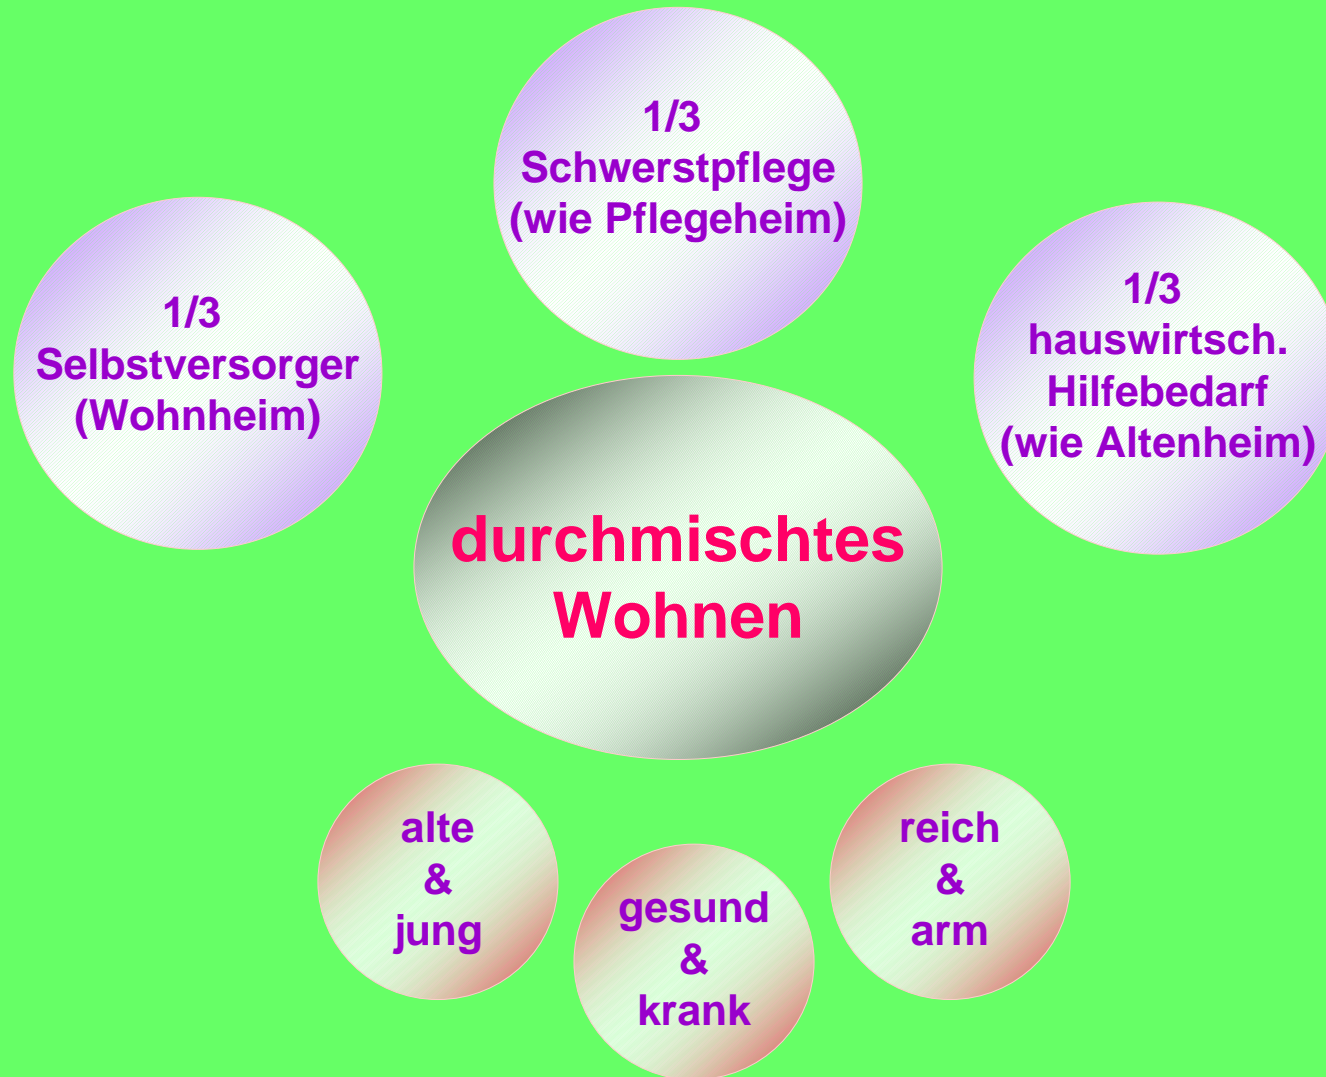 1/3
Schwerstpflege
(wie Pflegeheim)
1/3
Selbstversorger
(Wohnheim)
1/3
hauswirtsch.
Hilfebedarf
(wie Altenheim)
durchmischtes
Wohnen
alte
&
jung
gesund
&
krank
reich
&
arm